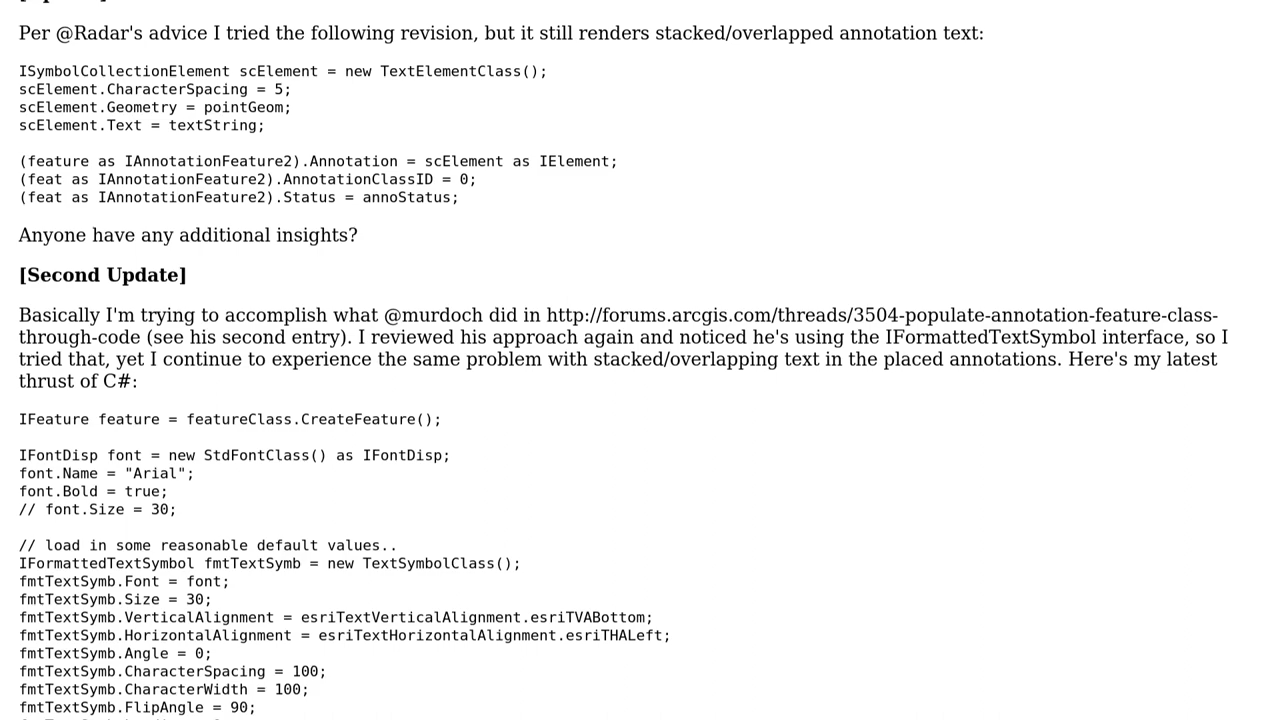 Per @Radar's advice I tried the following revision, but it still renders stacked/overlapped annotation text:
ISymbolCollectionElement scElement = new TextElementClass();
scElement.CharacterSpacing = 5;
scElement.Geometry = pointGeom;
scElement.Text = textString;
(feature as IAnnotationFeature2).Annotation = scElement as IElement;
(feat as IAnnotationFeature2).AnnotationClassID = 0;
(feat as IAnnotationFeature2).Status = annoStatus;
Anyone have any additional insights?
[Second Update]
Basically I'm trying to accomplish what @murdoch did in http://forums.arcgis.com/threads/3504-populate-annotation-feature-class-
through-code (see his second entry). I reviewed his approach again and noticed he's using the IFormattedTextSymbol interface, so I
tried that, yet I continue to experience the same problem with stacked/overlapping text in the placed annotations. Here's my latest
thrust of C#:
IFeature feature = featureClass.CreateFeature();
IFontDisp font = new StdFontClass() as IFontDisp;
font.Name = "Arial";
font.Bold = true;
// font.Size = 30;
// load in some reasonable default values..
IFormattedTextSymbol fmtTextSymb = new TextSymbolClass();
fmtTextSymb.Font = font;
fmtTextSymb.Size = 30;
fmtTextSymb.VerticalAlignment = esriTextVerticalAlignment.esriTVABottom;
fmtTextSymb.HorizontalAlignment = esriTextHorizontalAlignment.esriTHALeft;
fmtTextSymb.Angle = 0;
fmtTextSymb.CharacterSpacing = 100;
fmtTextSymb.CharacterWidth = 100;
fmtTextSymb.FlipAngle = 90;